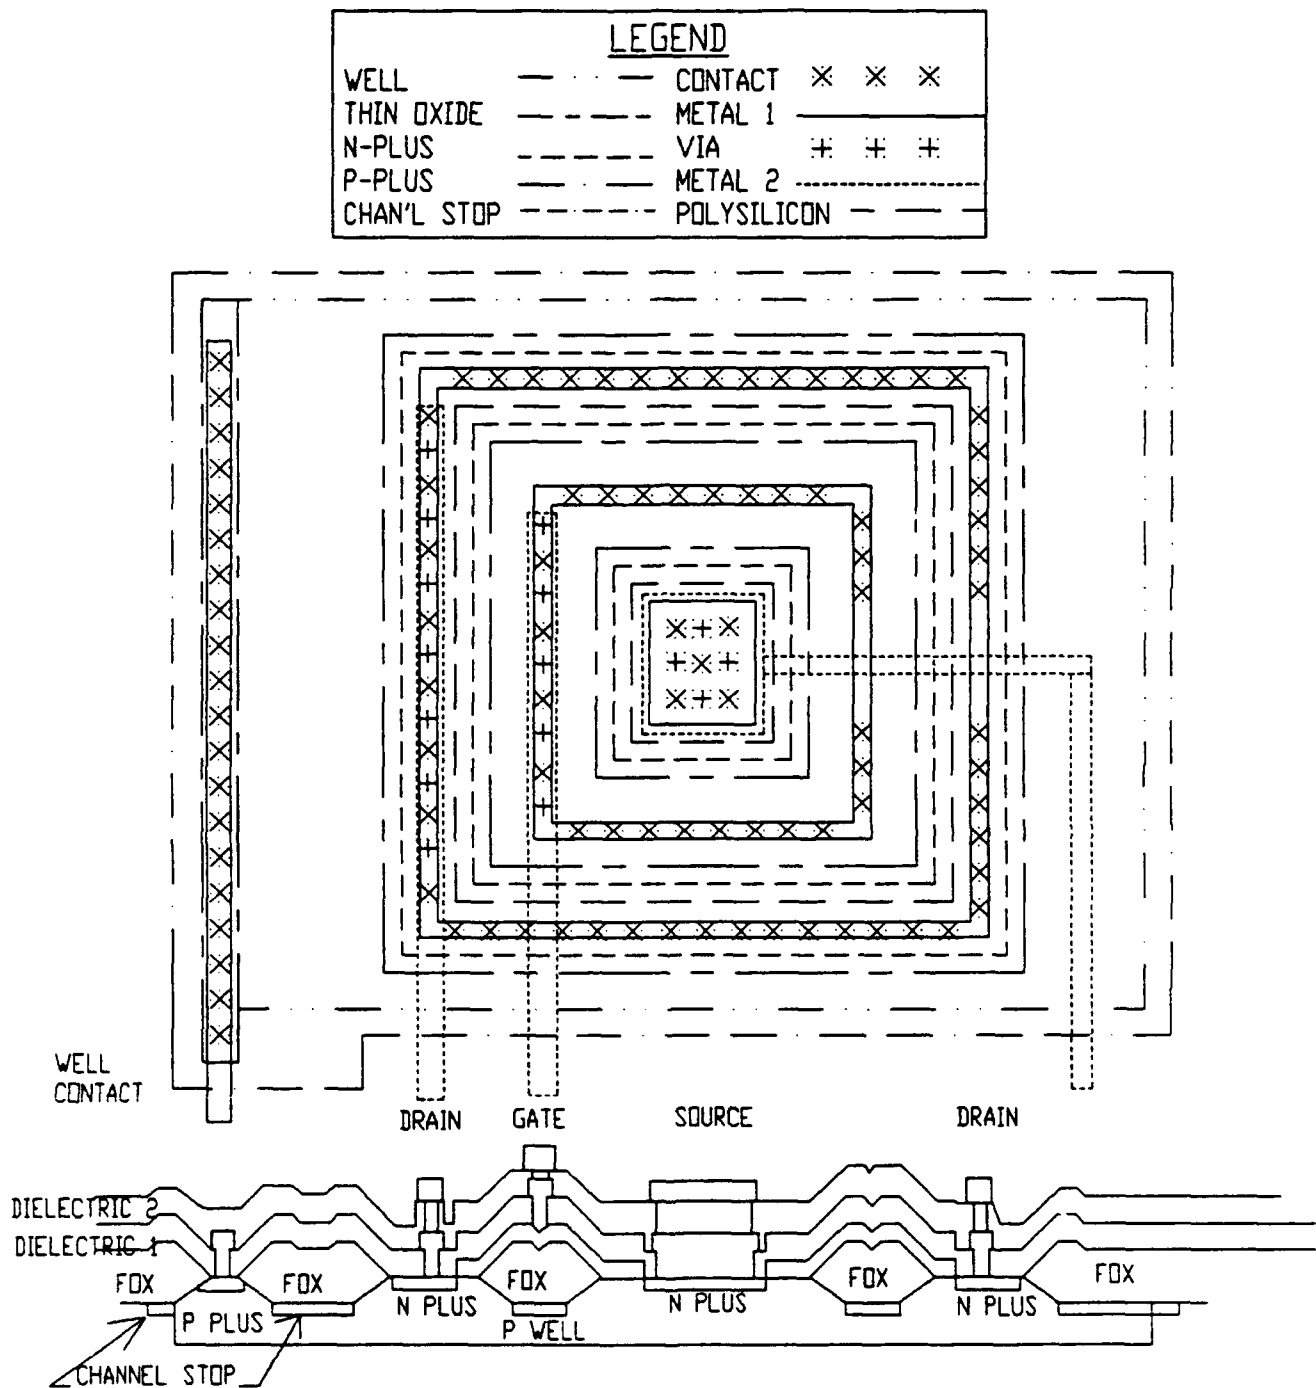 LEGEND
WELL CONTACT
THIN OXIDE METAL 1
N-PLUS VIA
P-PLUS METAL 2
CHAN'L STOP POLYSILICON
WELL
CONTACT
DRAIN GATE SOURCE DRAIN
DIELECTRIC 2
DIELECTRIC 1
FOX FOX FOX FOX FOX
P PLUS N PLUS N PLUS N PLUS
P WELL
CHANNEL STOP